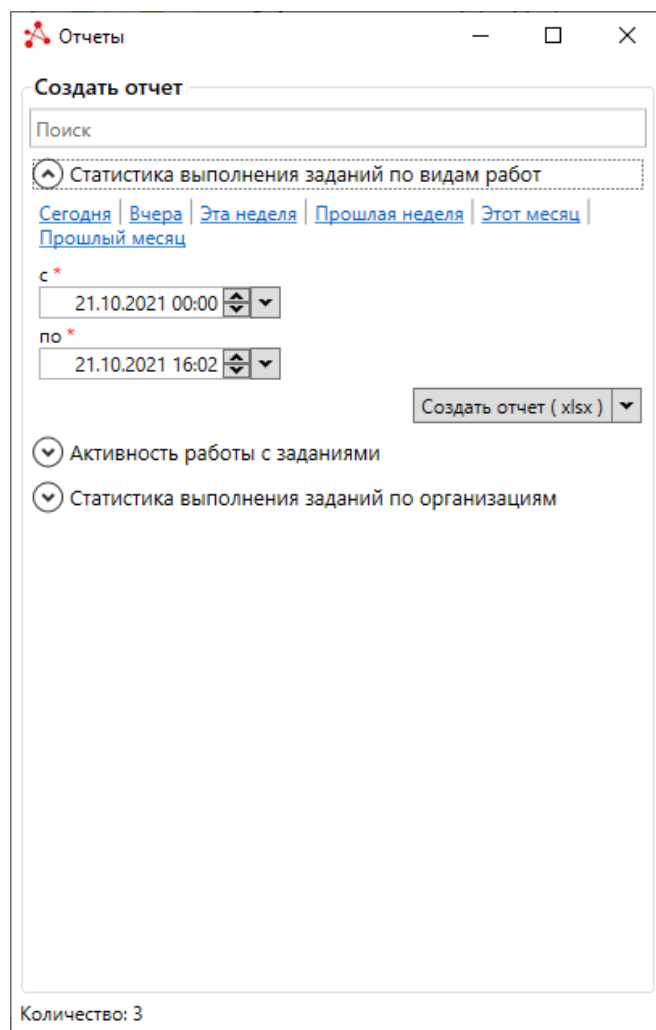 Отчеты
Создать отчет
Поиск
Статистика выполнения заданий по видам работ
Сегодня | Вчера | Эта неделя | Прошлая неделя | Этот месяц |
Прошлый месяц
с *
21.10.2021 00:00
по *
21.10.2021 16:02
Создать отчет ( xlsx )
Активность работы с заданиями
Статистика выполнения заданий по организациям
Количество: 3